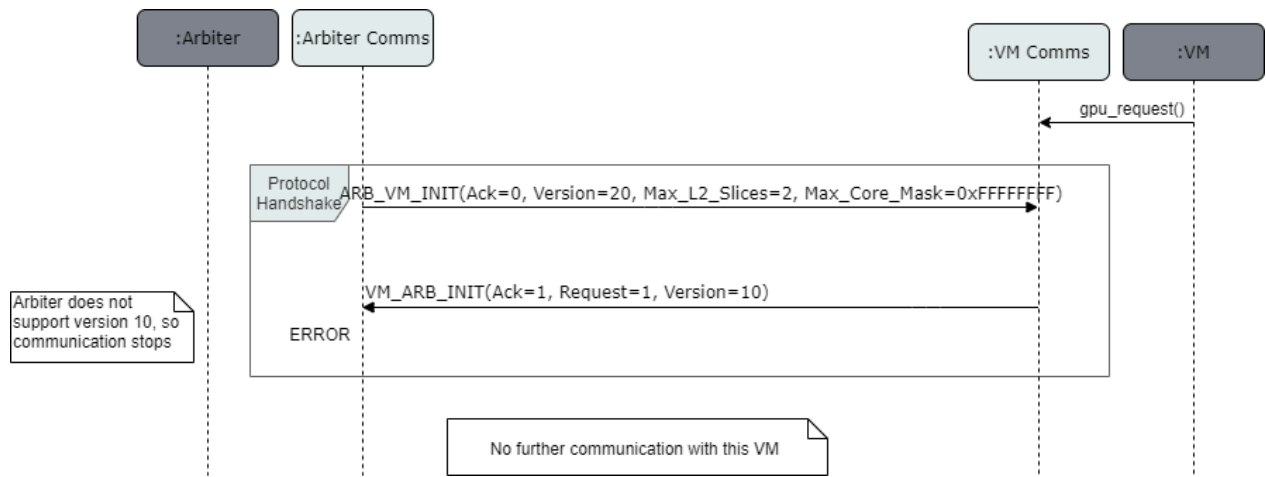 :Arbiter
:Arbiter Comms
:VM Comms
:VM
gpu_request()
Protocol
Handshake
ARB_VM_INIT(Ack=0, Version=20, Max_L2_Slices=2, Max_Core_Mask=0xFFFFFFFF)
VM_ARB_INIT(Ack=1, Request=1, Version=10)
Arbiter does not
support version 10, so
communication stops
ERROR
No further communication with this VM